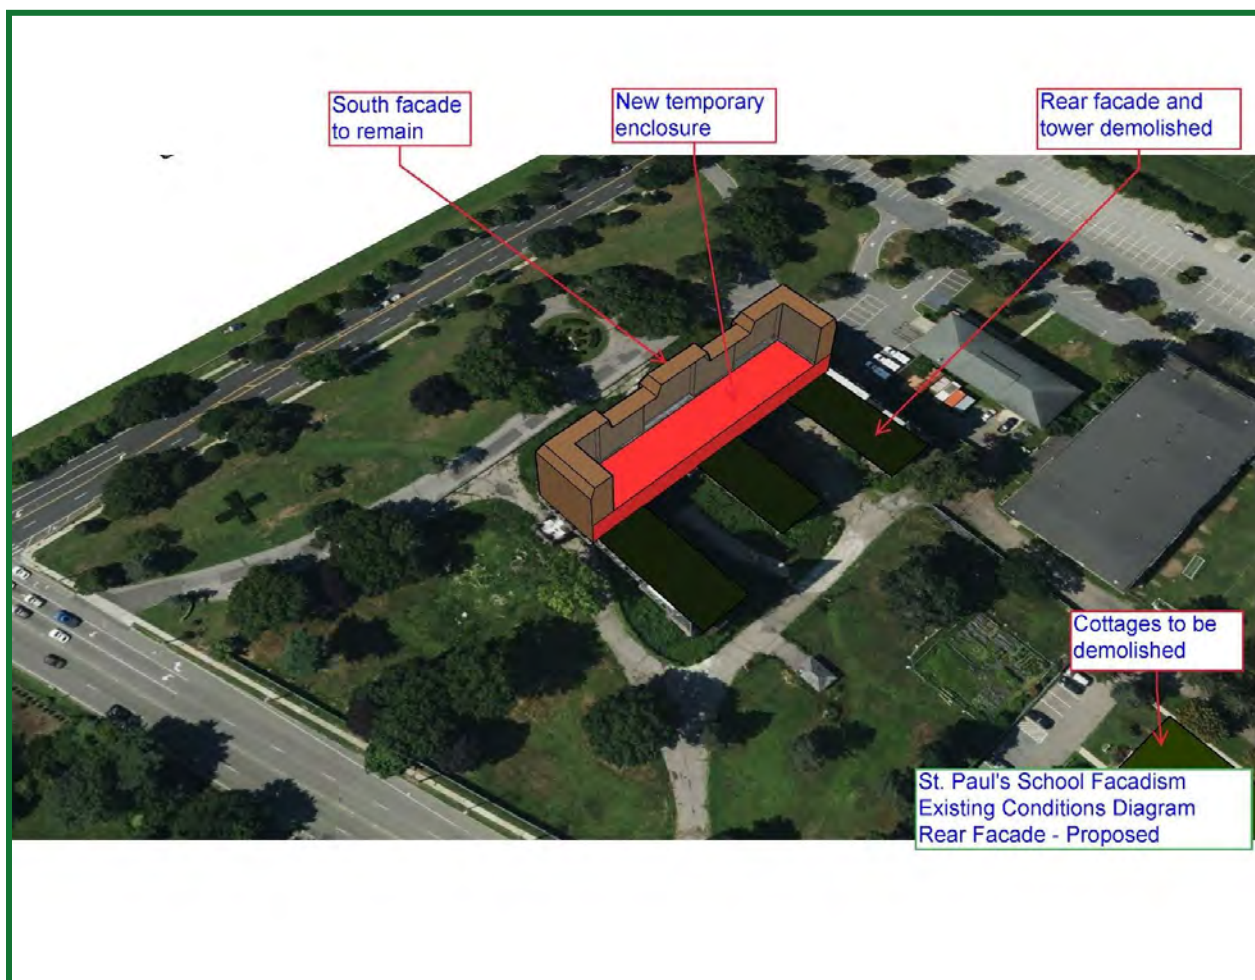 South facade
to remain
New temporary
enclosure
Rear facade and
tower demolished
Cottages to be
demolished
St. Paul's School Facadism
Existing Conditions Diagram
Rear Facade - Proposed